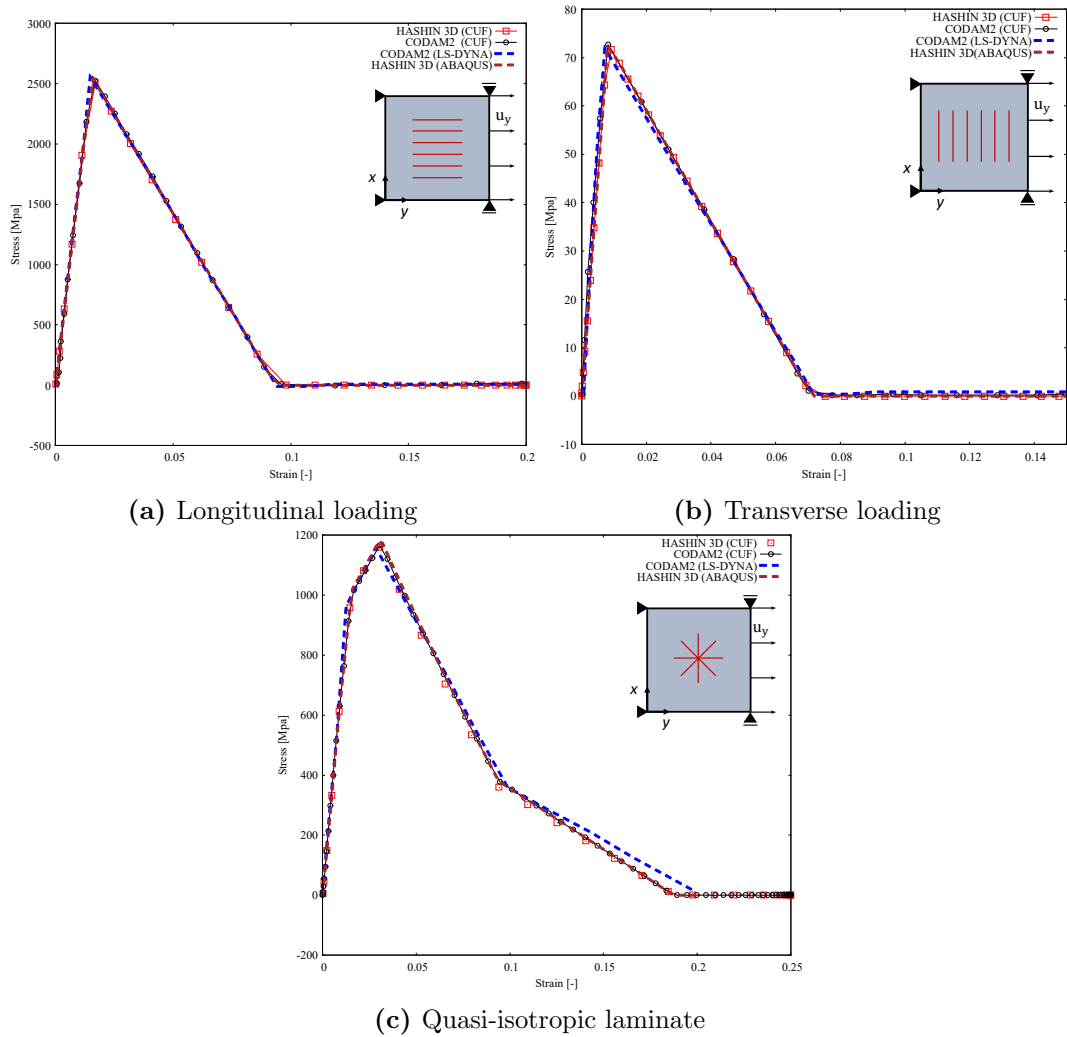 3000
2500
2000
1500
1000
500
0
-500
Stress [Mpa]
0
0.05
0.1
0.15
0.2
Strain [-]
HASHIN 3D (CUF)
CODAM2 (CUF)
CODAM2 (LS-DYNA)
HASHIN 3D (ABAQUS)
u_y
x
y
(a) Longitudinal loading
80
70
60
50
40
30
20
10
0
-10
Stress [Mpa]
0
0.02
0.04
0.06
0.08
0.1
0.12
0.14
Strain [-]
HASHIN 3D (CUF)
CODAM2 (CUF)
CODAM2 (LS-DYNA)
HASHIN 3D(ABAQUS)
u_y
x
y
(b) Transverse loading
1200
1000
800
600
400
200
0
-200
Stress [Mpa]
0
0.05
0.1
0.15
0.2
0.25
Strain [-]
HASHIN 3D (CUF)
CODAM2 (CUF)
CODAM2 (LS-DYNA)
HASHIN 3D (ABAQUS)
u_y
x
y
(c) Quasi-isotropic laminate